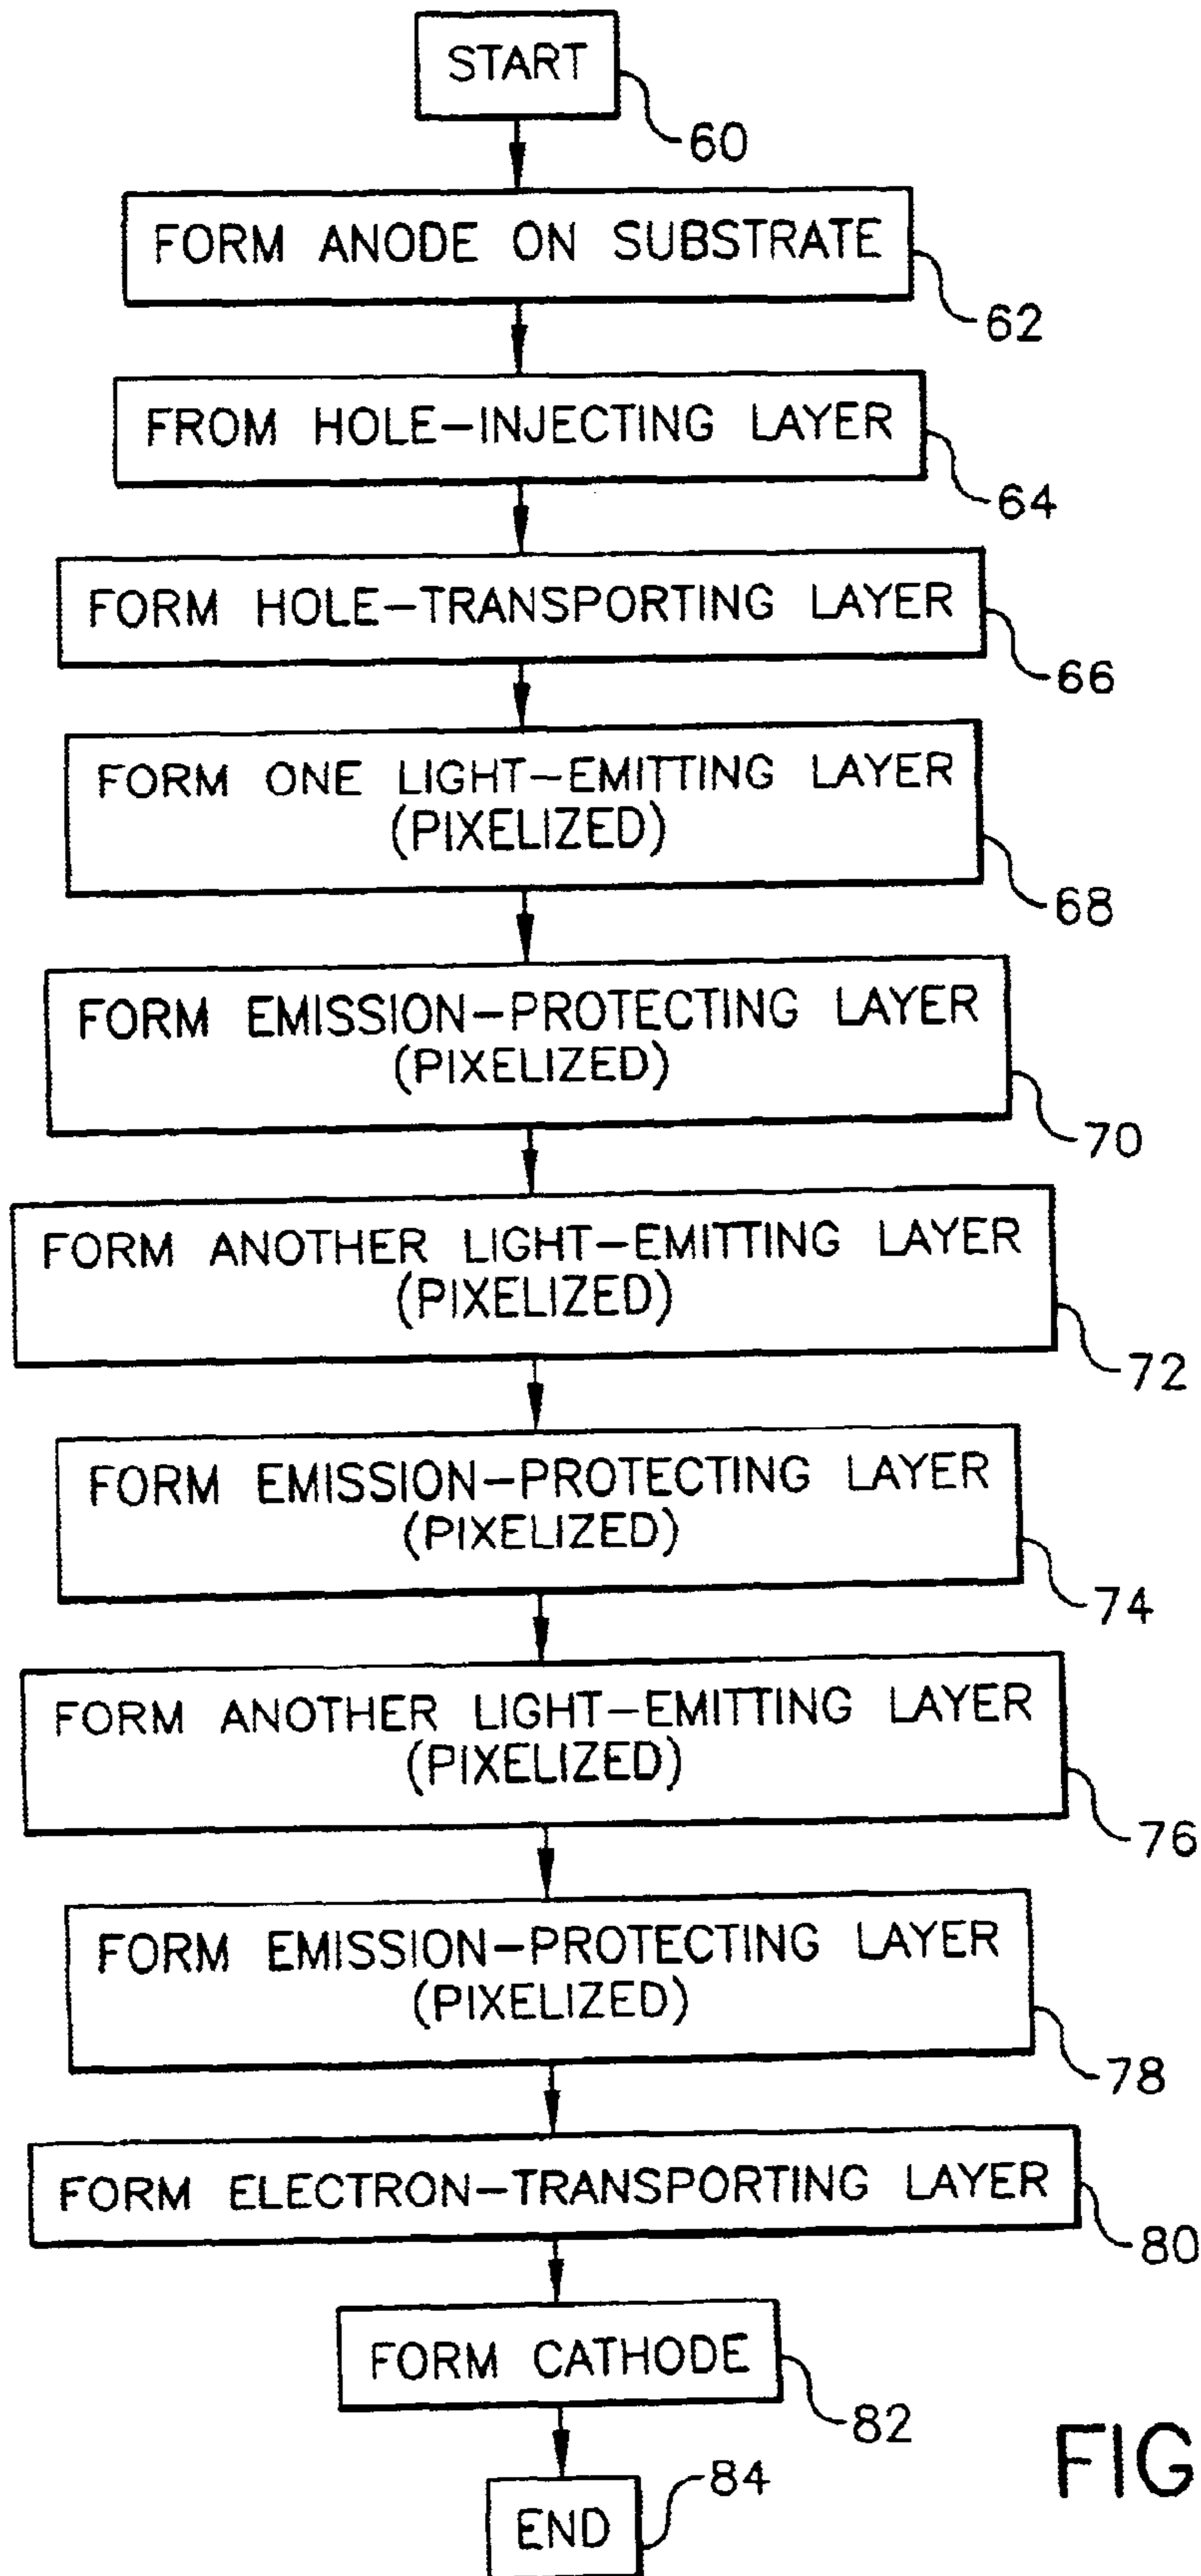 START
60
FORM ANODE ON SUBSTRATE
62
FROM HOLE-INJECTING LAYER
64
FORM HOLE-TRANSPORTING LAYER
66
FORM ONE LIGHT-EMITTING LAYER
(PIXELIZED)
68
FORM EMISSION-PROTECTING LAYER
(PIXELIZED)
70
FORM ANOTHER LIGHT-EMITTING LAYER
(PIXELIZED)
72
FORM EMISSION-PROTECTING LAYER
(PIXELIZED)
74
FORM ANOTHER LIGHT-EMITTING LAYER
(PIXELIZED)
76
FORM EMISSION-PROTECTING LAYER
(PIXELIZED)
78
FORM ELECTRON-TRANSPORTING LAYER
80
FORM CATHODE
82
FIG
84
END